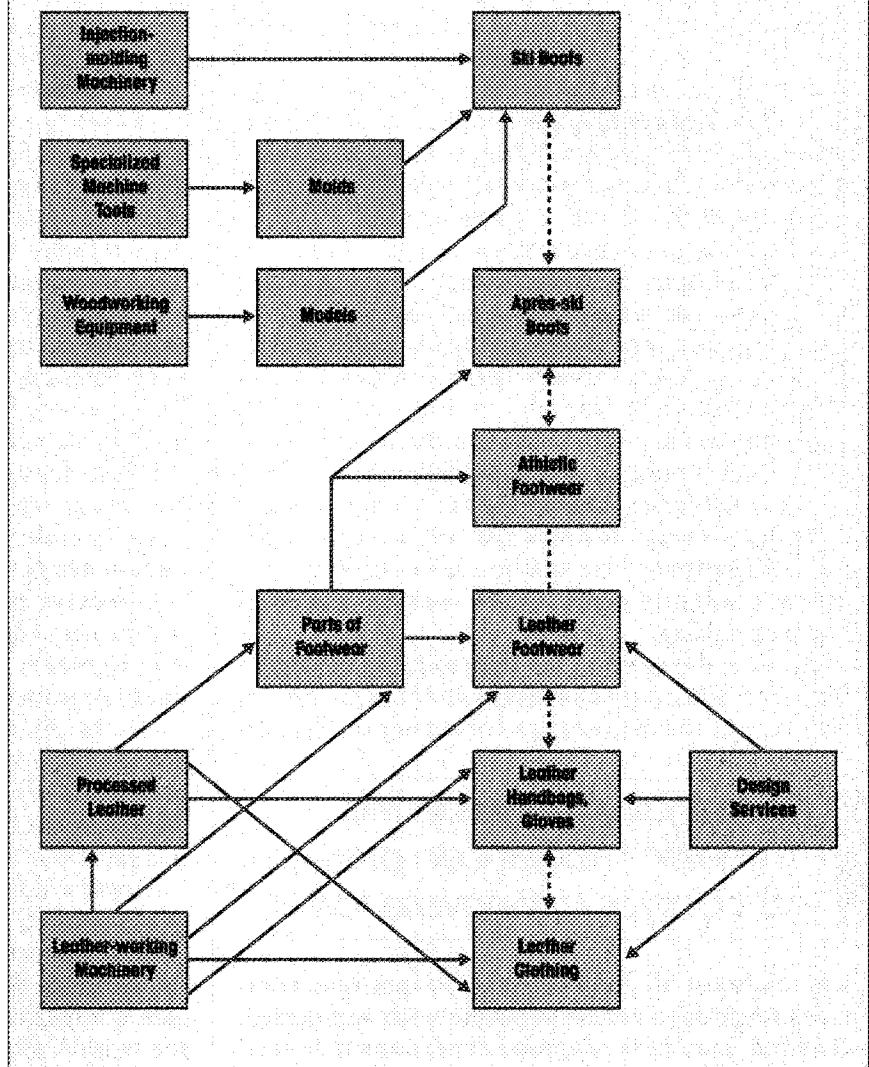 Injection-
molding
Machinery
Ski Boots
Specialized
Machine
Tools
Molds
Woodworking
Equipment
Models
Après-ski
Boots
Athletic
Footwear
Parts of
Footwear
Leather
Footwear
Processed
Leather
Leather
Handbags,
Gloves
Design
Services
Leather-working
Machinery
Leather
Clothing